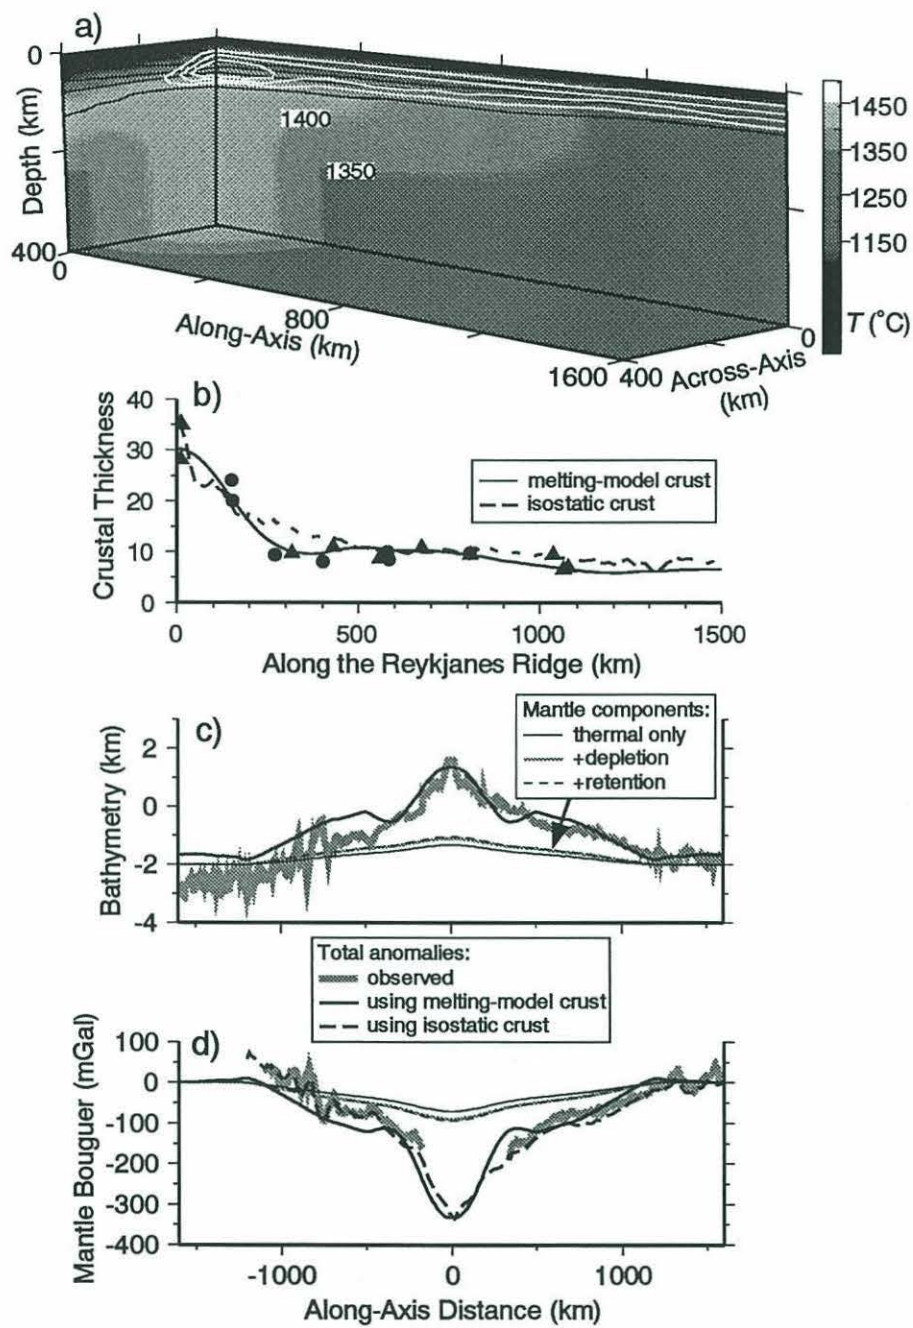 a)
0
Depth (km)
400
0
1400
1350
1450
1350
1250
1150
T (°C)
Along-Axis (km)
800
1600
400
Across-Axis
(km)
0
b)
Crustal Thickness
40
30
20
10
0
melting-model crust
isostatic crust
0
500
1000
1500
Along the Reykjanes Ridge (km)
c)
Bathymetry (km)
2
0
-2
-4
Mantle components:
thermal only
+depletion
+retention
Total anomalies:
observed
using melting-model crust
using isostatic crust
d)
Mantle Bouguer (mGal)
100
0
-100
-200
-300
-400
-1000
0
1000
Along-Axis Distance (km)